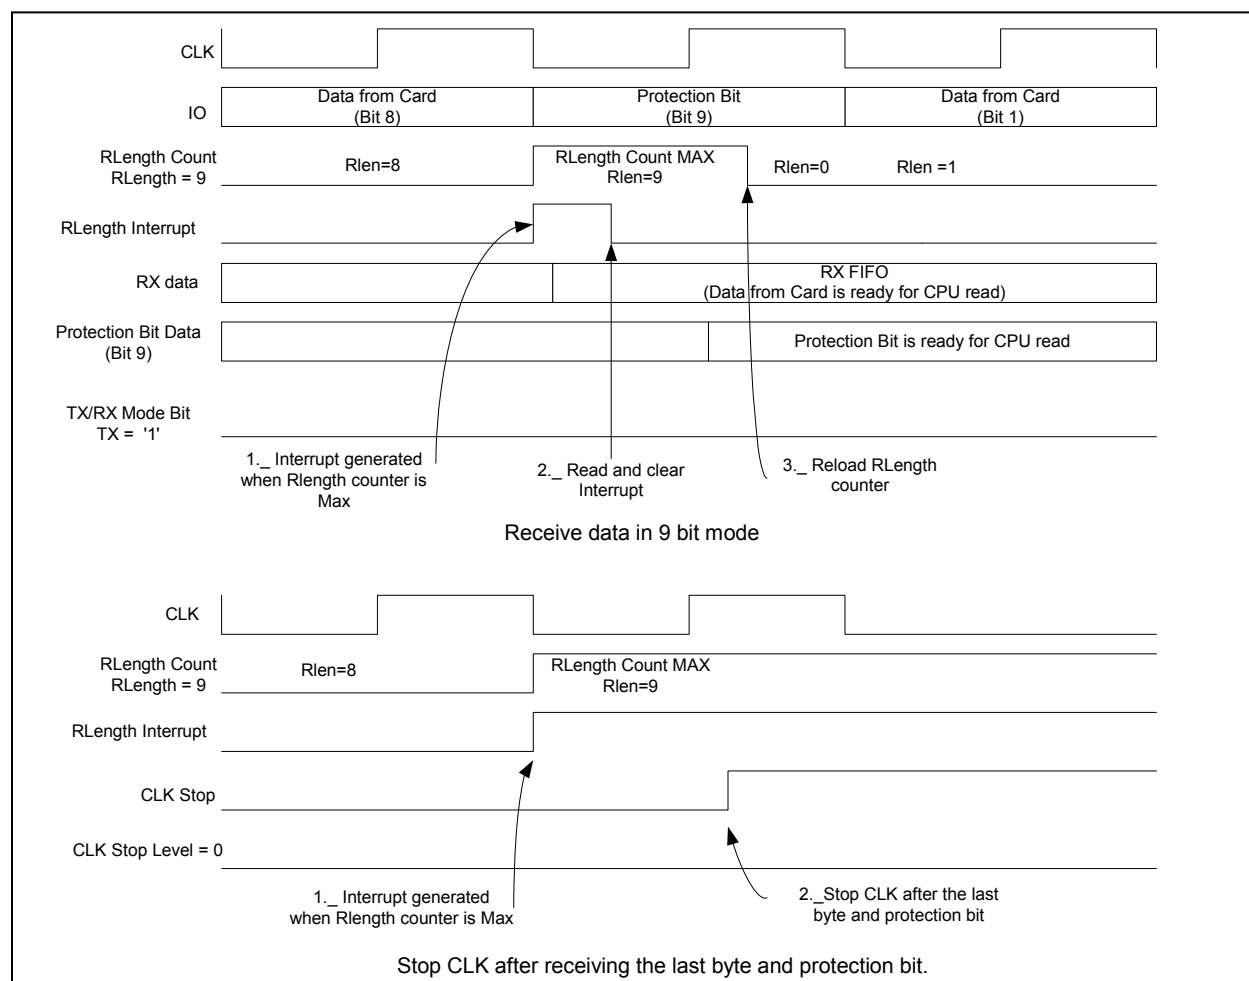 CLK
IO
Data from Card
(Bit 8)
Protection Bit
(Bit 9)
Data from Card
(Bit 1)
RLength Count
RLength = 9
Rlen=8
RLength Count MAX
Rlen=9
Rlen=0
Rlen =1
RLength Interrupt
RX data
RX FIFO
(Data from Card is ready for CPU read)
Protection Bit Data
(Bit 9)
Protection Bit is ready for CPU read
TX/RX Mode Bit
TX = '1'
1._ Interrupt generated
when Rlength counter is
Max
2._ Read and clear
Interrupt
3._ Reload RLength
counter
Receive data in 9 bit mode
CLK
RLength Count
RLength = 9
Rlen=8
RLength Count MAX
Rlen=9
RLength Interrupt
CLK Stop
CLK Stop Level = 0
1._ Interrupt generated
when Rlength counter is Max
2._Stop CLK after the last
byte and protection bit
Stop CLK after receiving the last byte and protection bit.